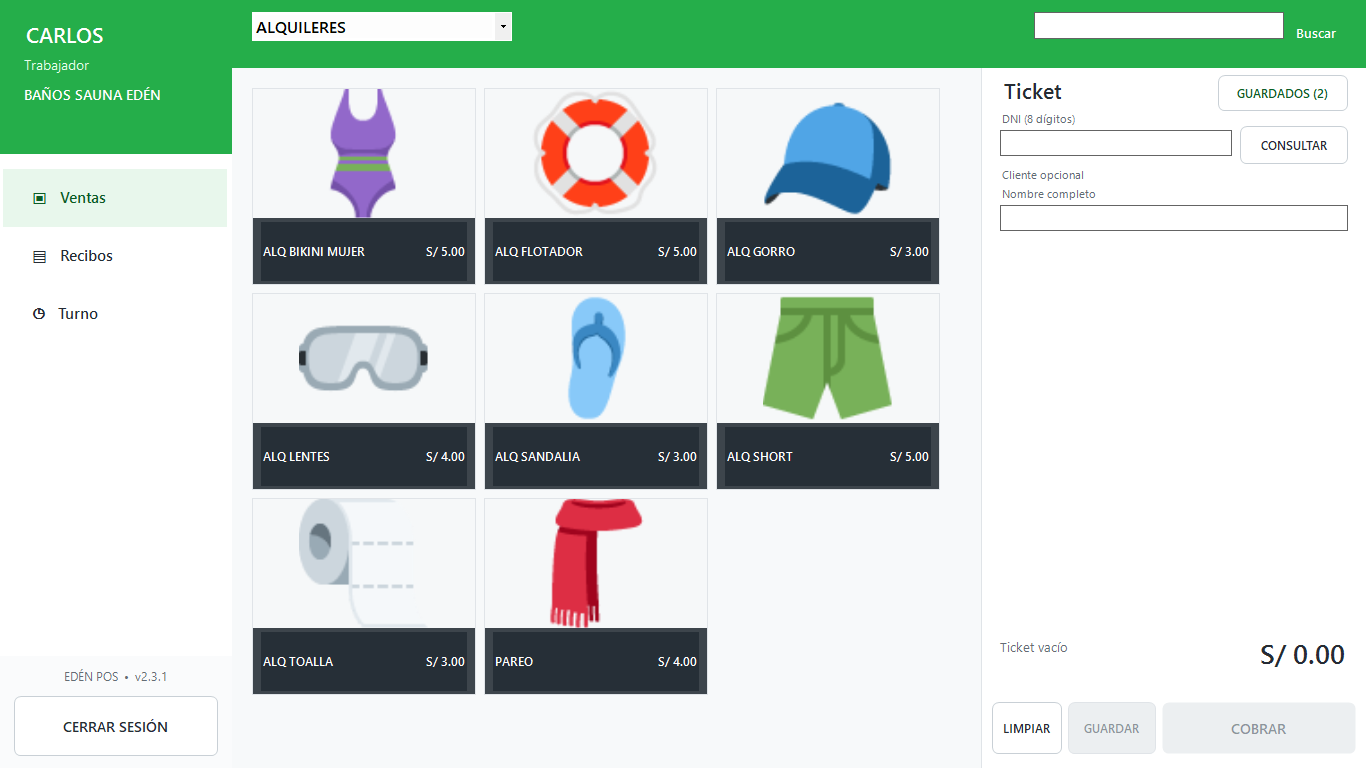 CARLOS
Trabajador
BAÑOS SAUNA EDÉN
Ventas
Recibos
Turno
EDÉN POS • v2.3.1
CERRAR SESIÓN
ALQUILERES
Buscar
ALQ BIKINI MUJER S/ 5.00
ALQ FLOTADOR S/ 5.00
ALQ GORRO S/ 3.00
ALQ LENTES S/ 4.00
ALQ SANDALIA S/ 3.00
ALQ SHORT S/ 5.00
ALQ TOALLA S/ 3.00
PAREO S/ 4.00
Ticket
GUARDADOS (2)
DNI (8 dígitos)
CONSULTAR
Cliente opcional
Nombre completo
Ticket vacío
S/ 0.00
LIMPIAR
GUARDAR
COBRAR